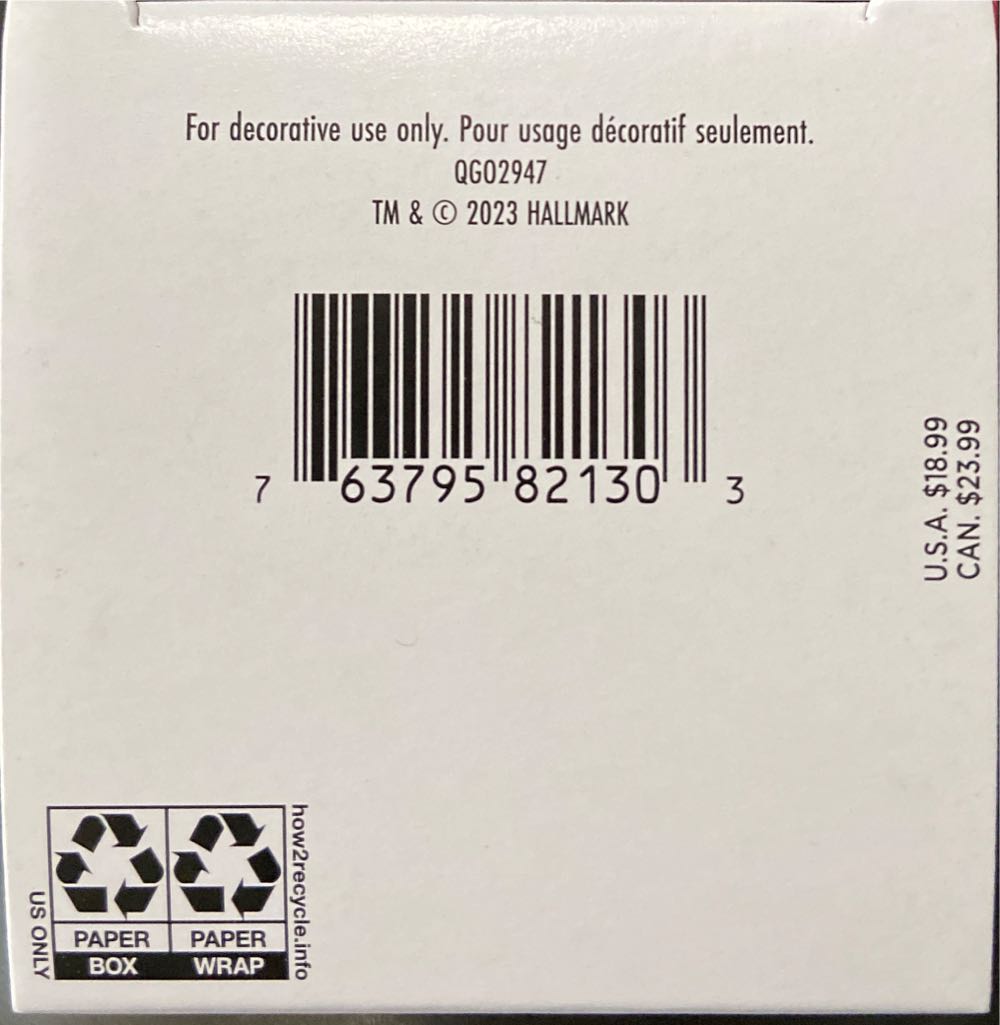 For decorative use only. Pour usage décoratif seulement.
QGO2947
TM & © 2023 HALLMARK
7 63795 82130 3
U.S.A. $18.99
CAN. $23.99
US ONLY
PAPER
BOX
PAPER
WRAP
how2recycle.info